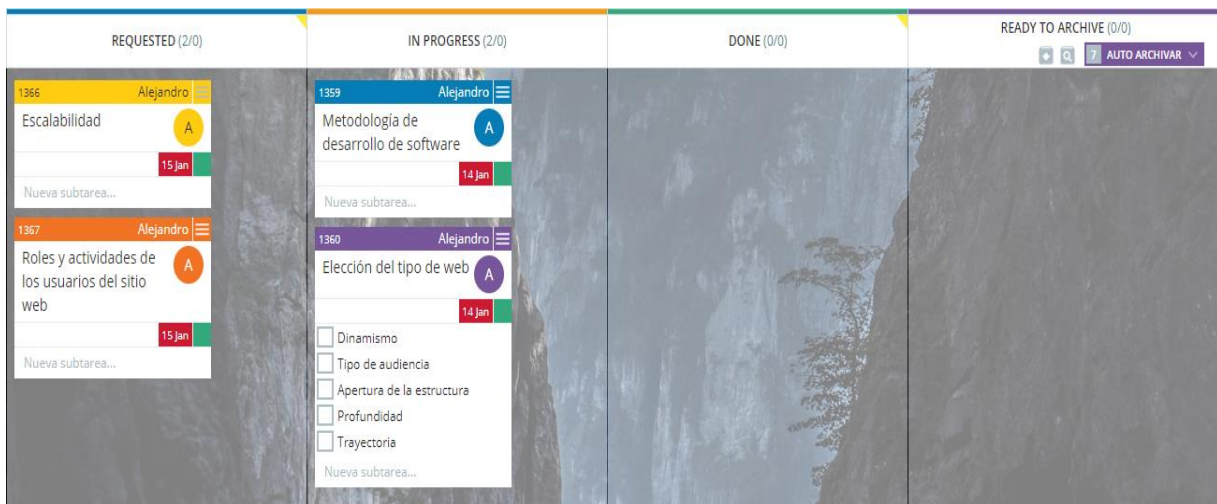 REQUESTED (2/0)
IN PROGRESS (2/0)
DONE (0/0)
READY TO ARCHIVE (0/0)
7 AUTO ARCHIVAR
1366 Alejandro
Escalabilidad
A
15 Jan
Nueva subtarea...
1367 Alejandro
Roles y actividades de
los usuarios del sitio
web
A
15 Jan
Nueva subtarea...
1359 Alejandro
Metodología de
desarrollo de software
A
14 Jan
Nueva subtarea...
1360 Alejandro
Elección del tipo de web
A
14 Jan
Dinamismo
Tipo de audiencia
Apertura de la estructura
Profundidad
Trayectoria
Nueva subtarea...